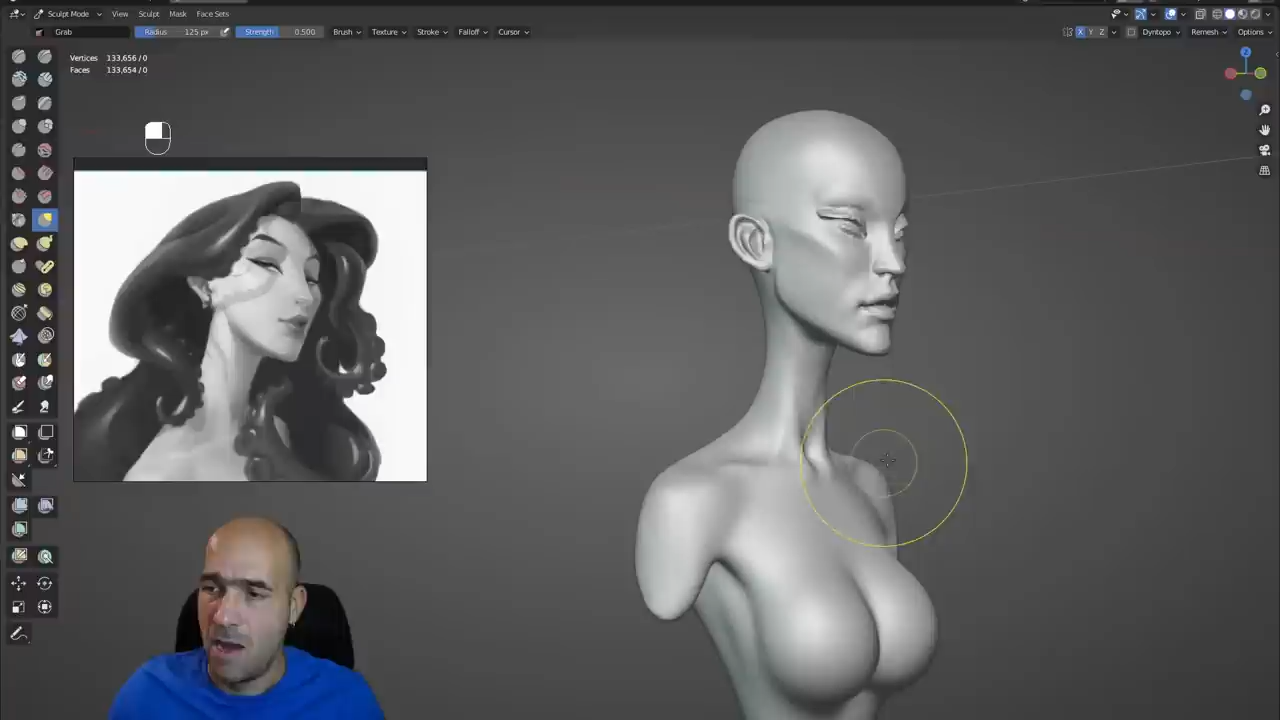 Sculpt Mode View Sculpt Mask Face Sets
Grab Radius 125 px Strength 0.500 Brush Texture Stroke Falloff Cursor X Y Z Dyntopo Remesh Options
Vertices 133,656 / 0
Faces 133,654 / 0
Z